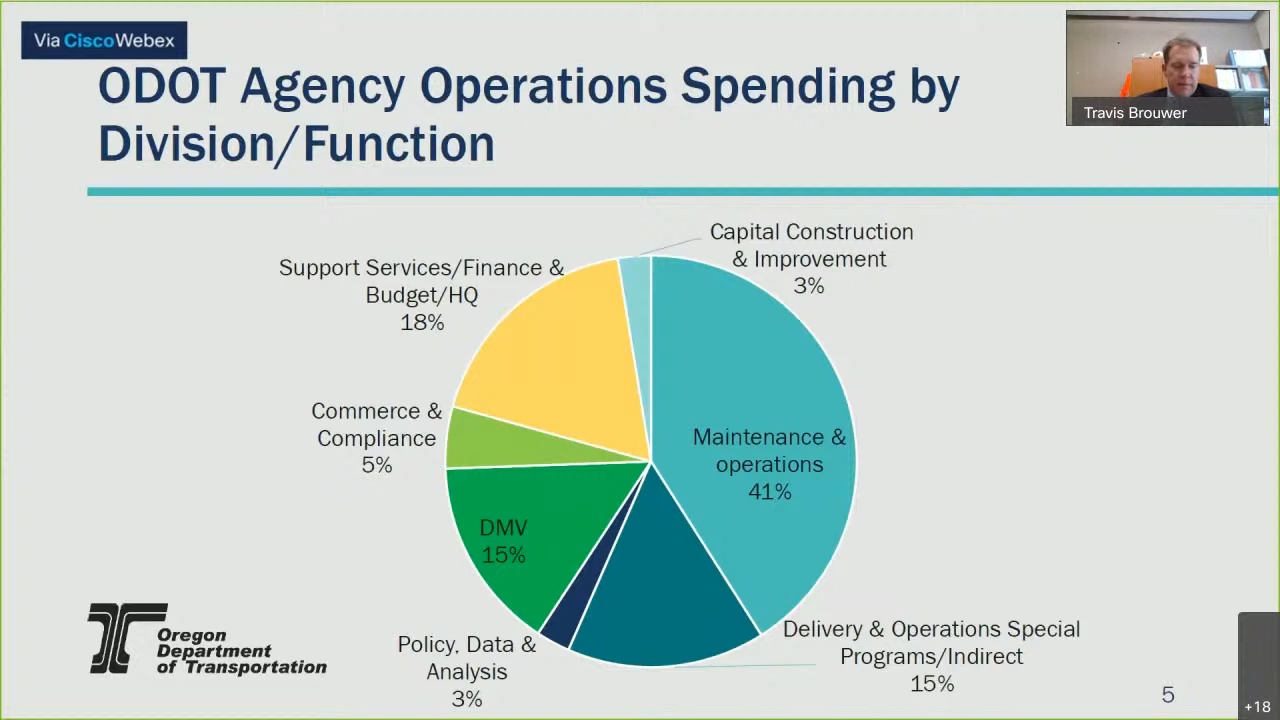 Via CiscoWebex
ODOT Agency Operations Spending by
Division/Function
Travis Brouwer
Capital Construction
& Improvement
3%
Support Services/Finance &
Budget/HQ
18%
Commerce &
Compliance
5%
Maintenance &
operations
41%
DMV
15%
Policy, Data &
Analysis
3%
Delivery & Operations Special
Programs/Indirect
15%
Oregon
Department
of Transportation
5
+18